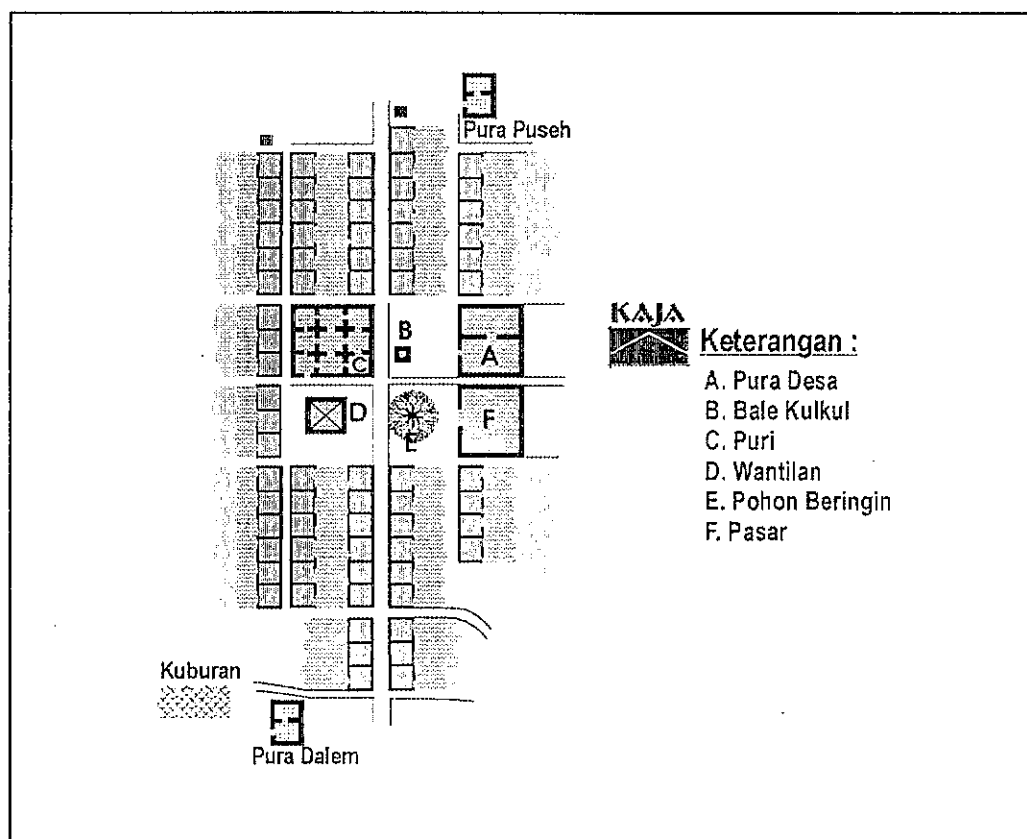 Pura Puseh
B
C
A
D
E
F
Kuburan
Pura Dalem
KAJA
Keterangan :
A. Pura Desa
B. Bale Kulkul
C. Puri
D. Wantilan
E. Pohon Beringin
F. Pasar